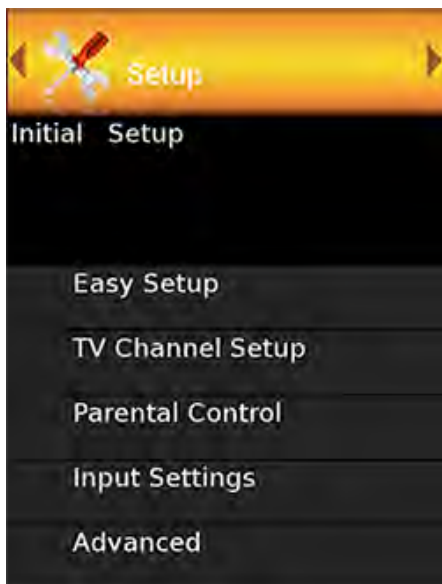 Setup
Initial Setup
Easy Setup
TV Channel Setup
Parental Control
Input Settings
Advanced